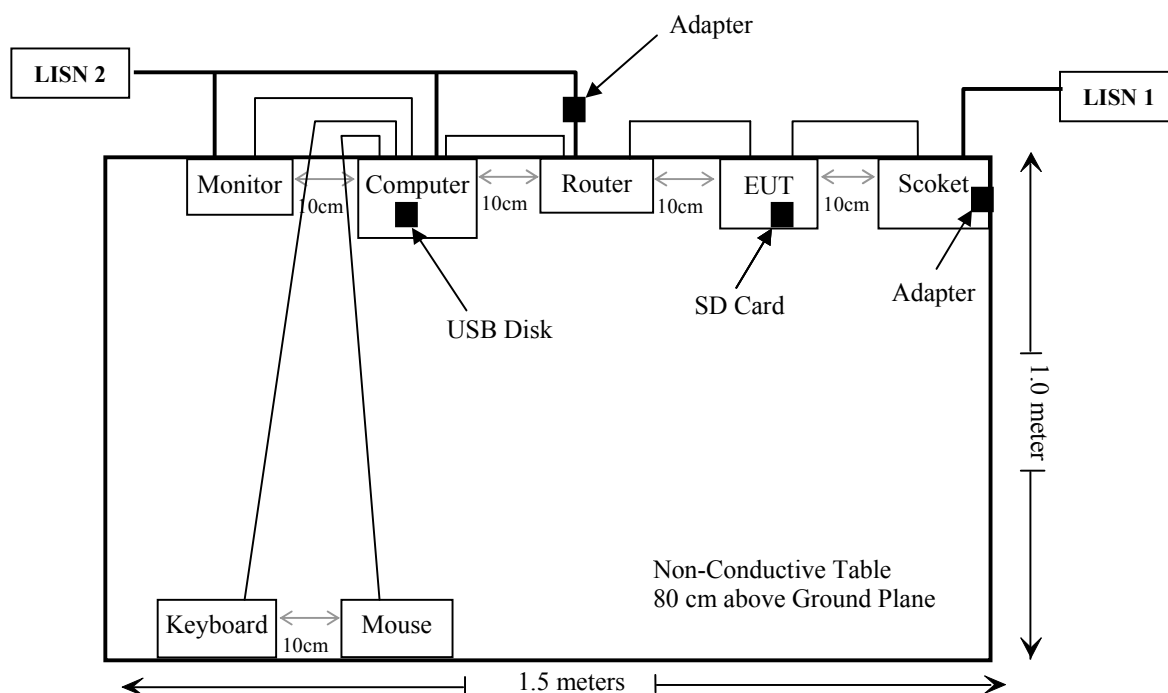 Adapter
LISN 2
LISN 1
Monitor
Computer
Router
EUT
Scoket
10cm
10cm
10cm
10cm
USB Disk
SD Card
Adapter
1.0 meter
Non-Conductive Table
80 cm above Ground Plane
Keyboard
Mouse
10cm
1.5 meters